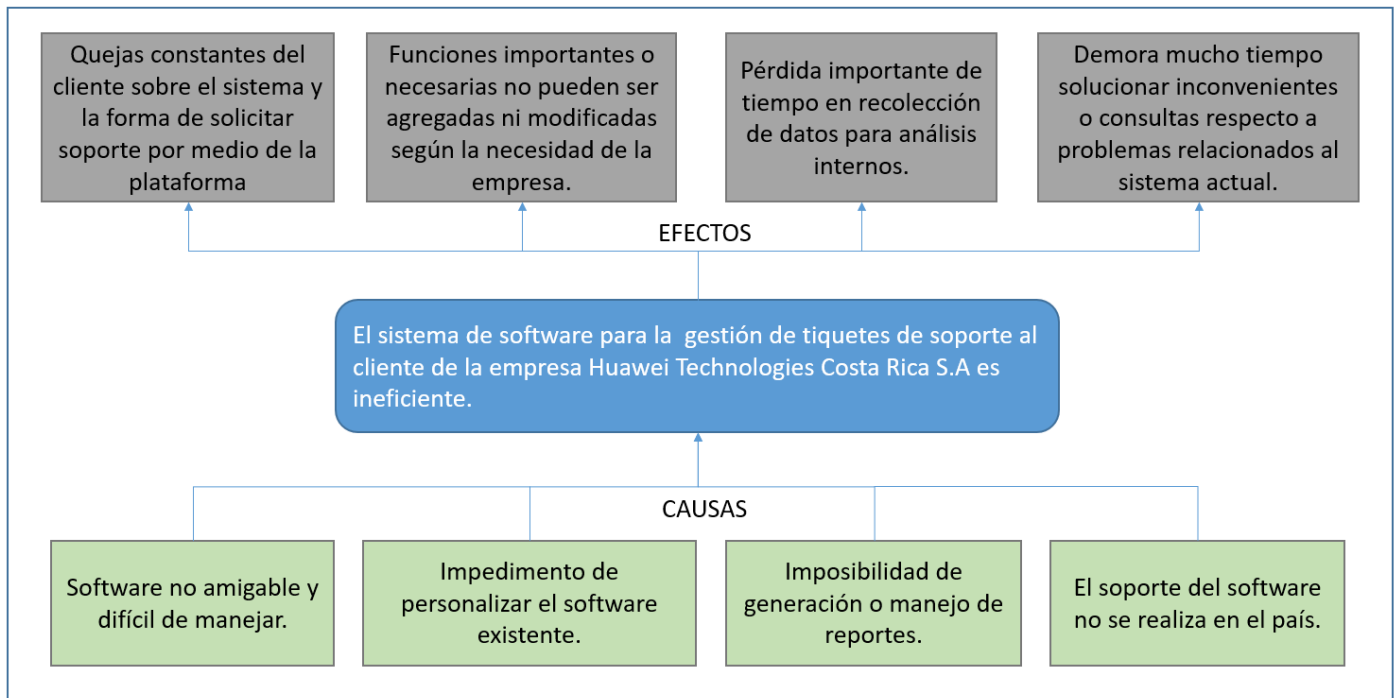 Quejas constantes del
cliente sobre el sistema y
la forma de solicitar
soporte por medio de la
plataforma
Funciones importantes o
necesarias no pueden ser
agregadas ni modificadas
según la necesidad de la
empresa.
Pérdida importante de
tiempo en recolección
de datos para análisis
internos.
Demora mucho tiempo
solucionar inconvenientes
o consultas respecto a
problemas relacionados al
sistema actual.
EFECTOS
El sistema de software para la  gestión de tiquetes de soporte al
cliente de la empresa Huawei Technologies Costa Rica S.A es
ineficiente.
CAUSAS
Software no amigable y
difícil de manejar.
Impedimento de
personalizar el software
existente.
Imposibilidad de
generación o manejo de
reportes.
El soporte del software
no se realiza en el país.